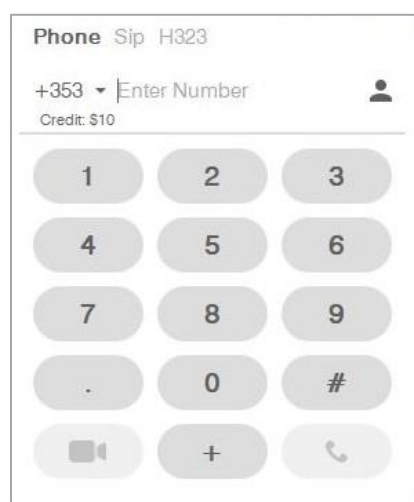 Phone Sip H323
+353 Enter Number
Credit: $10
1 2 3
4 5 6
7 8 9
. 0 #
+